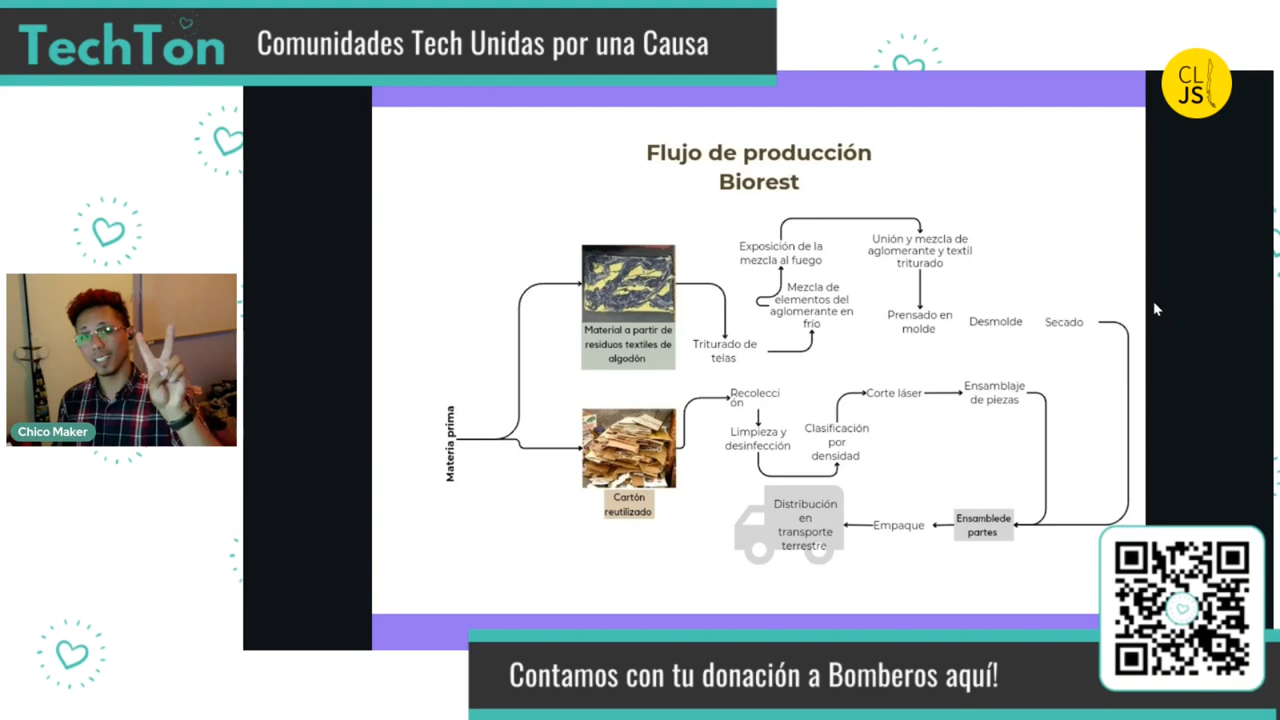 TechTon
Comunidades Tech Unidas por una Causa
CL
JS
Flujo de producción
Biorest
Exposición de la
mezcla al fuego
Unión y mezcla de
aglomerante y textil
triturado
Mezcla de
elementos del
aglomerante en
frío
Material a partir de
residuos textiles de
algodón
Triturado de
telas
Prensado en
molde
Desmolde
Secado
Materia prima
Recolecci
ón
Limpieza y
desinfección
Clasificación
por
densidad
Corte láser
Ensamblaje
de piezas
Cartón
reutilizado
Distribución
en
transporte
terrestre
Empaque
Ensamblede
partes
Chico Maker
Contamos con tu donación a Bomberos aquí!